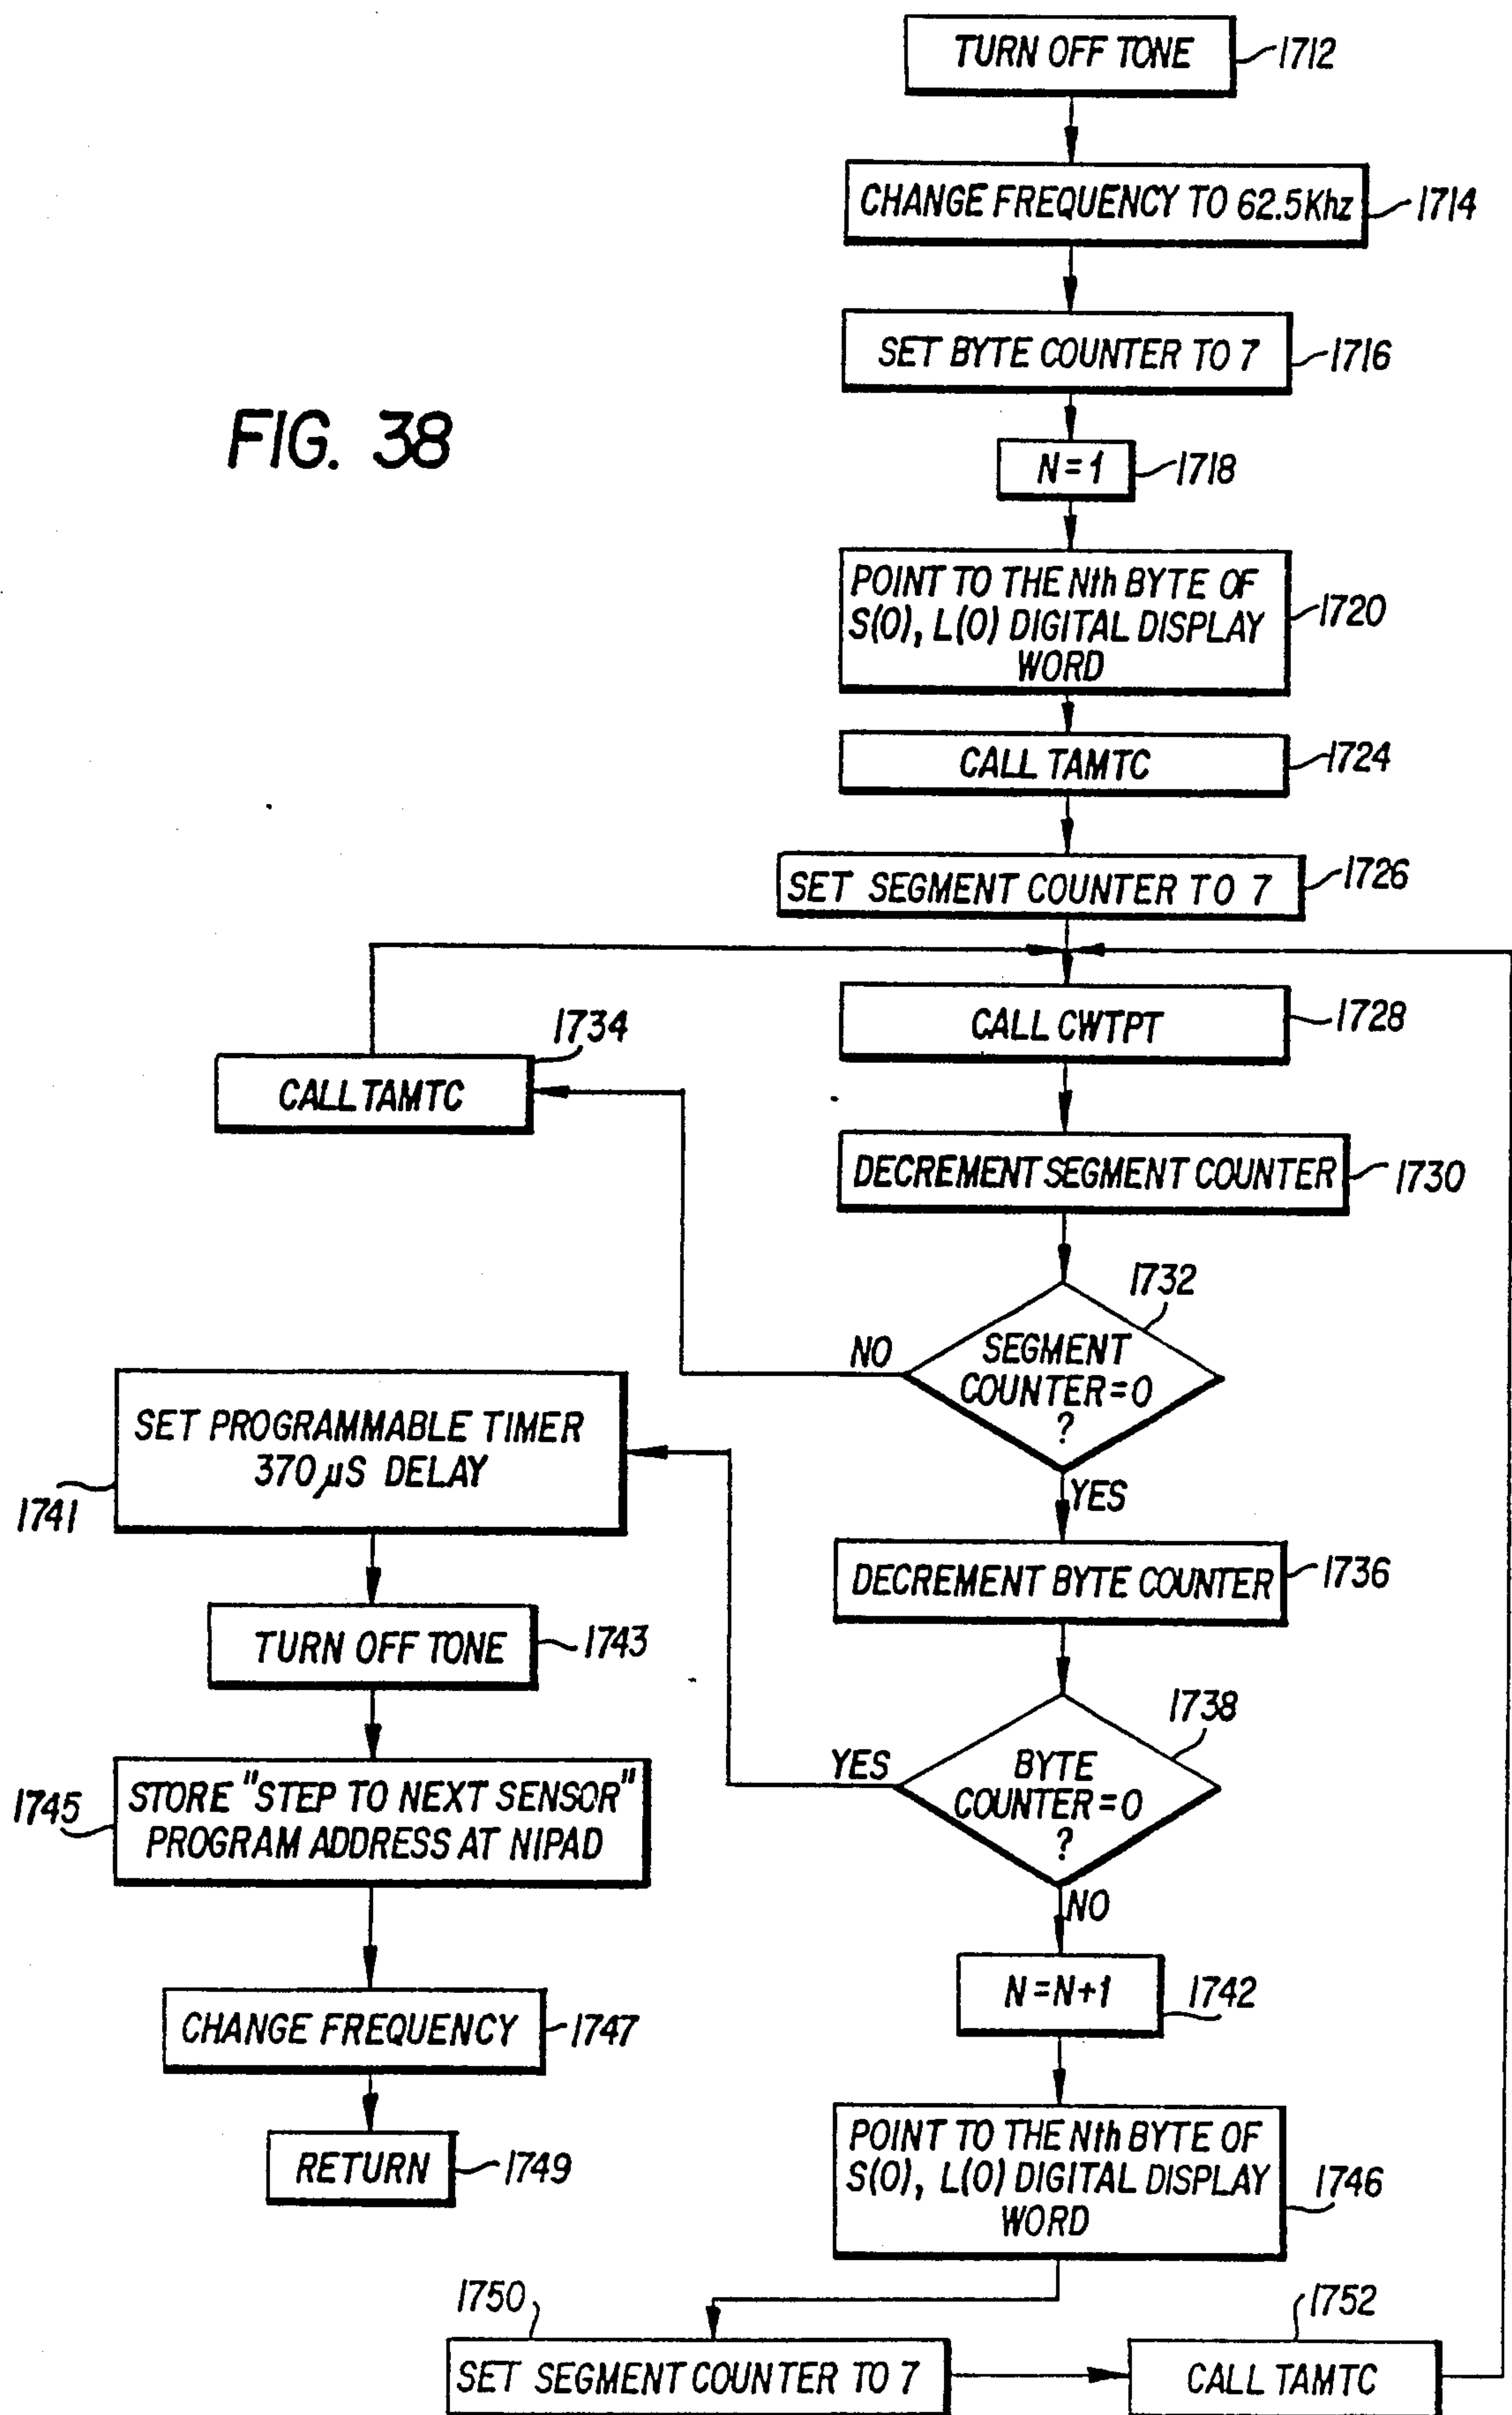 TURN OFF TONE
1712
CHANGE FREQUENCY TO 62.5Khz
1714
SET BYTE COUNTER TO 7
1716
FIG. 38
N=1
1718
POINT TO THE Nth BYTE OF
S(0), L(0) DIGITAL DISPLAY
WORD
1720
CALL TAMTC
1724
SET SEGMENT COUNTER TO 7
1726
CALL CWTPT
1728
1734
CALL TAMTC
DECREMENT SEGMENT COUNTER
1730
1732
SEGMENT
COUNTER=0
?
NO
YES
SET PROGRAMMABLE TIMER
370 µS DELAY
1741
DECREMENT BYTE COUNTER
1736
TURN OFF TONE
1743
1738
BYTE
COUNTER=0
?
YES
NO
1745
STORE "STEP TO NEXT SENSOR"
PROGRAM ADDRESS AT NIPAD
N=N+1
1742
CHANGE FREQUENCY
1747
POINT TO THE Nth BYTE OF
S(0), L(0) DIGITAL DISPLAY
WORD
1746
RETURN
1749
1750
SET SEGMENT COUNTER TO 7
1752
CALL TAMTC